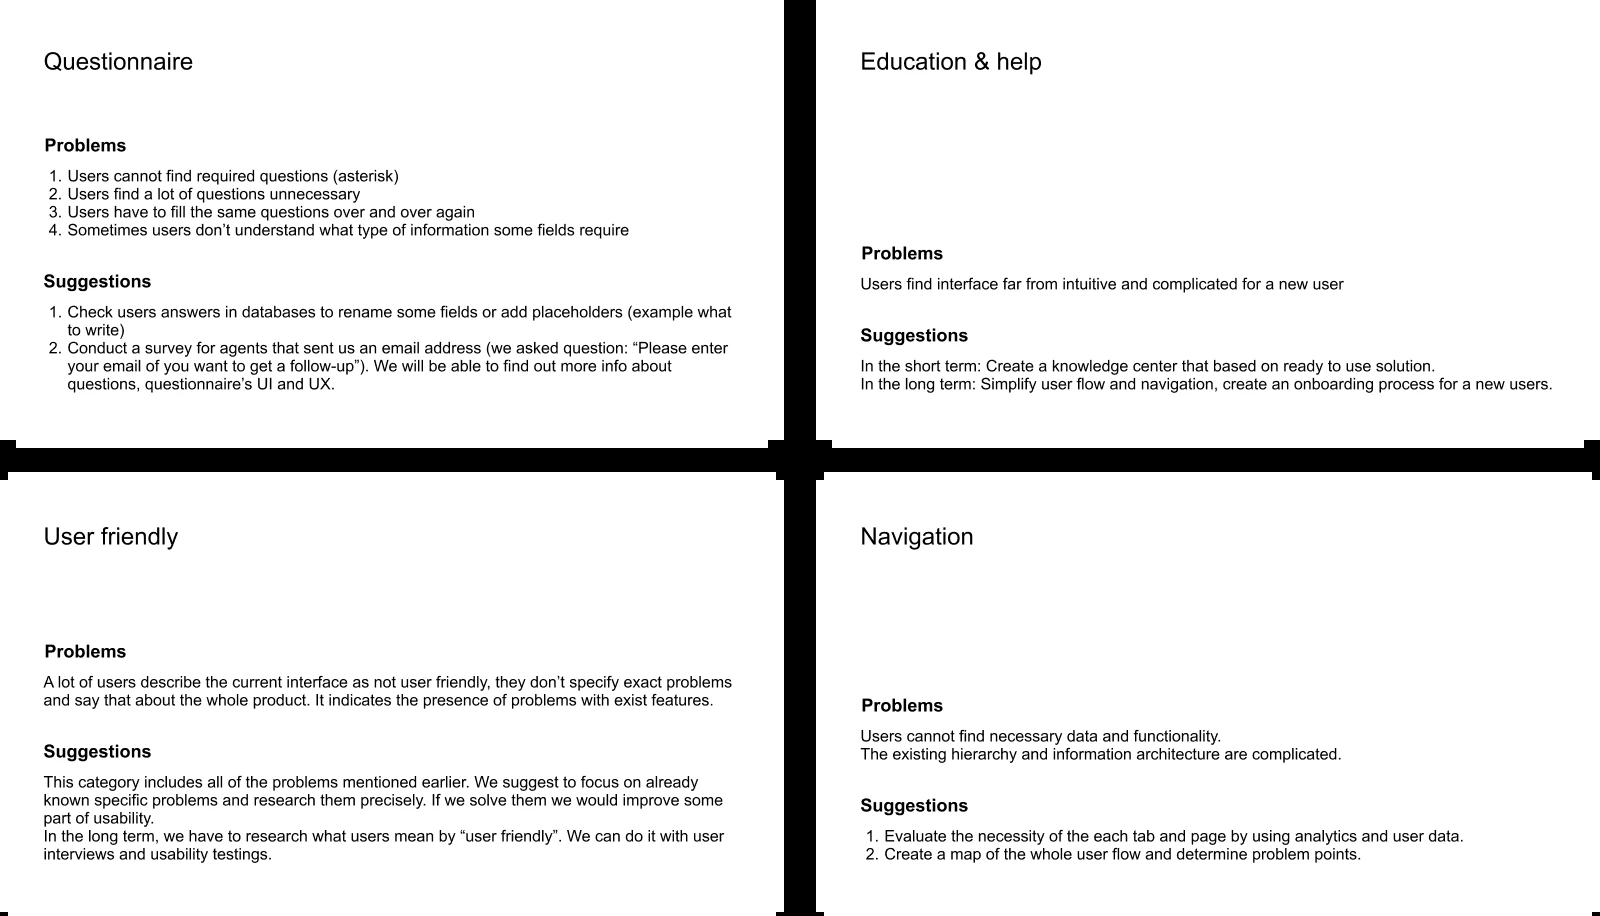 Questionnaire
Problems
1. Users cannot find required questions (asterisk)
2. Users find a lot of questions unnecessary
3. Users have to fill the same questions over and over again
4. Sometimes users don’t understand what type of information some fields require
Suggestions
1. Check users answers in databases to rename some fields or add placeholders (example what
to write)
2. Conduct a survey for agents that sent us an email address (we asked question: “Please enter
your email of you want to get a follow-up”). We will be able to find out more info about
questions, questionnaire’s UI and UX.
Education & help
Problems
Users find interface far from intuitive and complicated for a new user
Suggestions
In the short term: Create a knowledge center that based on ready to use solution.
In the long term: Simplify user flow and navigation, create an onboarding process for a new users.
User friendly
Problems
A lot of users describe the current interface as not user friendly, they don’t specify exact problems
and say that about the whole product. It indicates the presence of problems with exist features.
Suggestions
This category includes all of the problems mentioned earlier. We suggest to focus on already
known specific problems and research them precisely. If we solve them we would improve some
part of usability.
In the long term, we have to research what users mean by “user friendly”. We can do it with user
interviews and usability testings.
Navigation
Problems
Users cannot find necessary data and functionality.
The existing hierarchy and information architecture are complicated.
Suggestions
1. Evaluate the necessity of the each tab and page by using analytics and user data.
2. Create a map of the whole user flow and determine problem points.